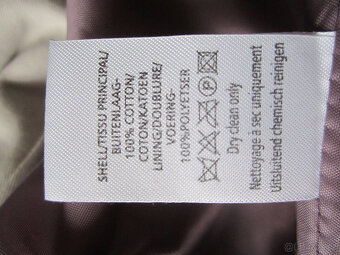 SHELL/TISSU PRINCIPAL/
BUITENLAAG-
100% COTTON/
COTON/KATOEN
LINING/DOUBLURE/
VOERING-
100%POLYETSER
Dry clean only
Nettoyage à sec uniquement
Uitsluitend chemisch reinigen